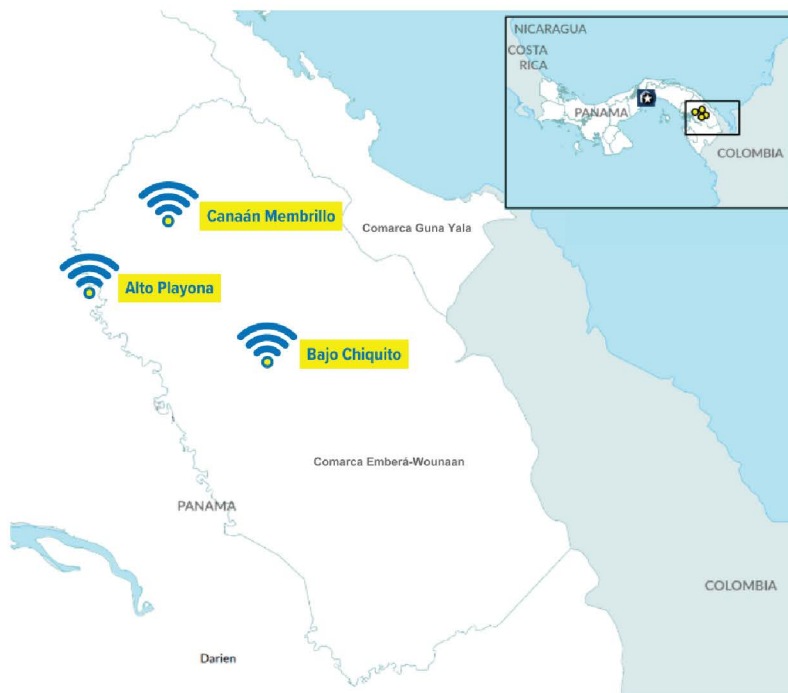 NICARAGUA
COSTA
RICA
PANAMA
COLOMBIA
Canaán Membrillo
Comarca Guna Yala
Alto Playona
Bajo Chiquito
Comarca Emberá-Wounaan
PANAMA
COLOMBIA
Darien